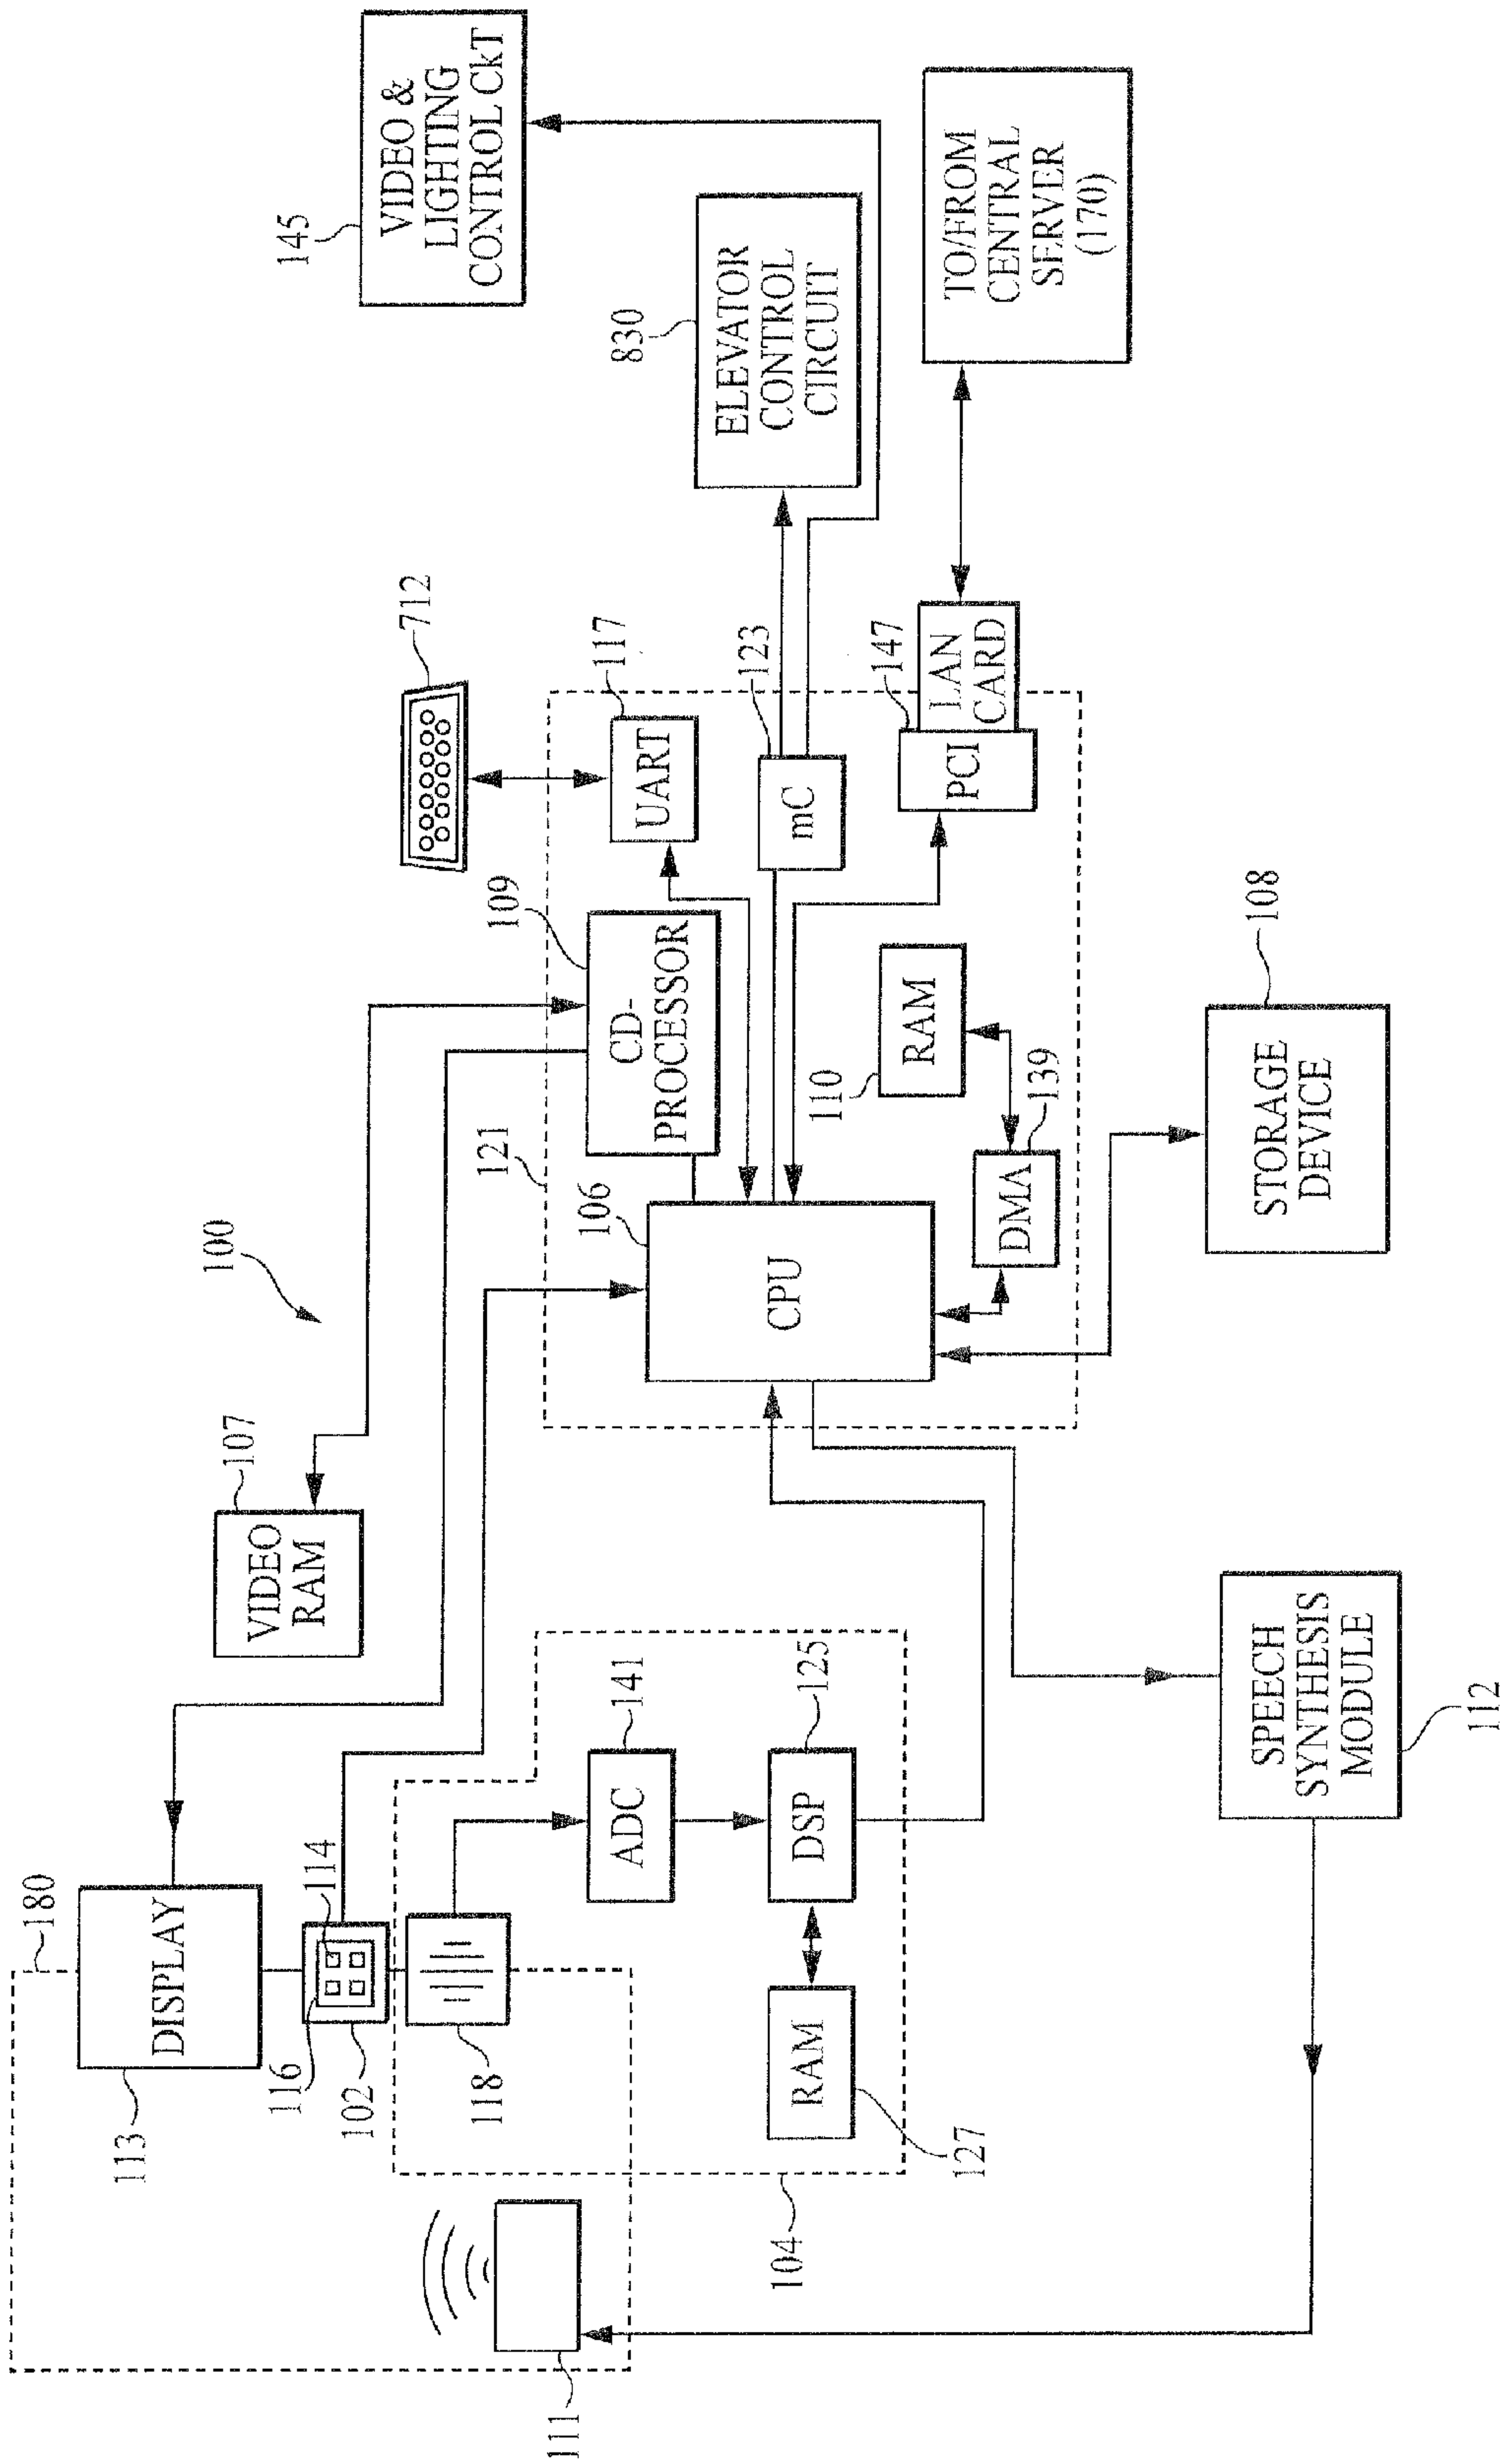 100
180
DISPLAY
113
114
116
102
118
111
104
ADC
141
DSP
125
RAM
127
VIDEO
RAM
107
121
CPU
106
CD-
PROCESSOR
109
UART
117
712
mC
123
PCI
LAN
CARD
147
RAM
110
DMA
139
STORAGE
DEVICE
108
SPEECH
SYNTHESIS
MODULE
112
ELEVATOR
CONTROL
CIRCUIT
830
VIDEO &
LIGHTING
CONTROL CkT
145
TO/FROM
CENTRAL
SERVER
(170)